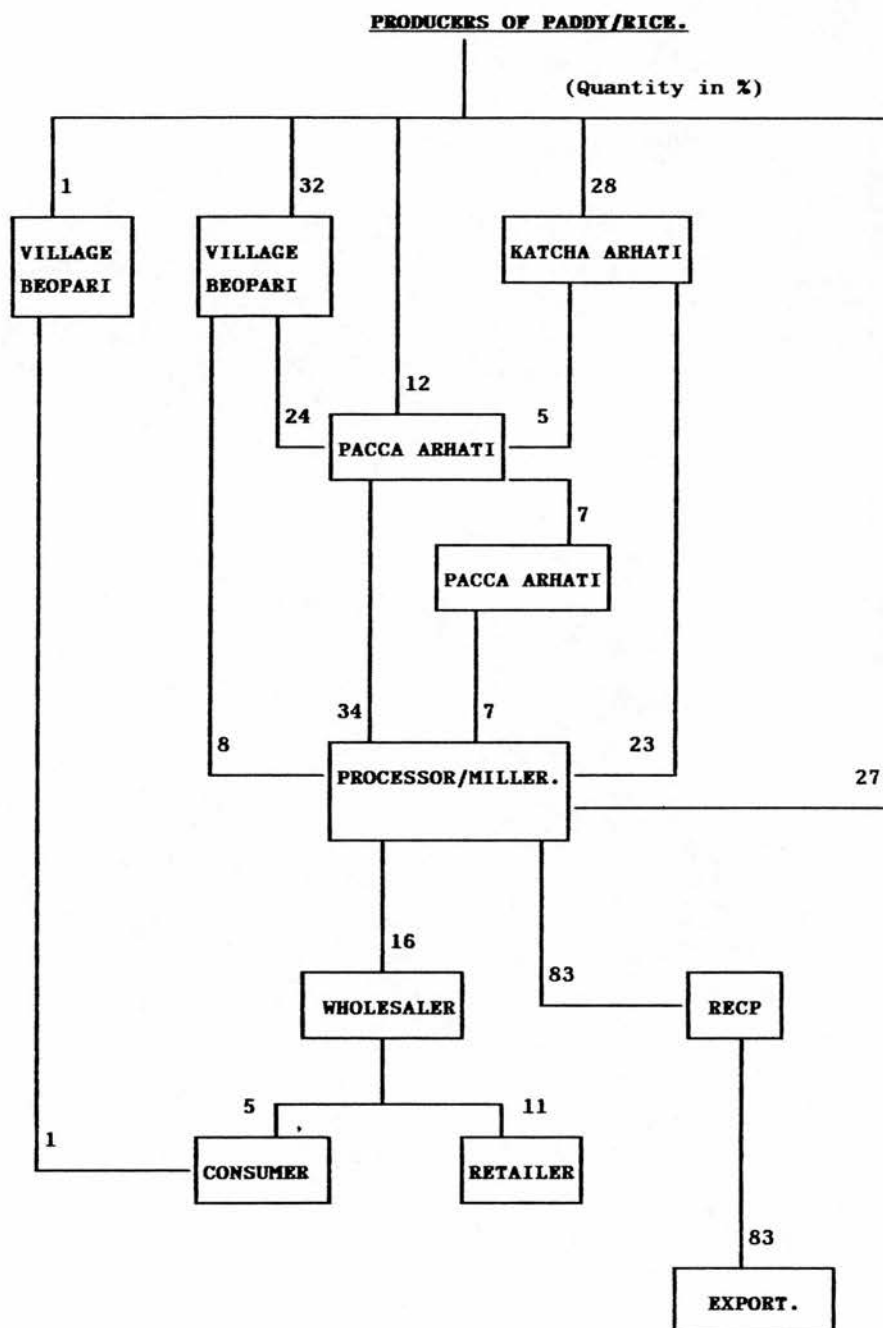 PRODUCERS OF PADDY/RICE.
(Quantity in %)
1
32
28
VILLAGE
BEOPARI
VILLAGE
BEOPARI
KATCHA ARHATI
12
24
5
PACCA ARHATI
7
PACCA ARHATI
34
7
8
23
PROCESSOR/MILLER.
27
16
83
WHOLESALER
RECP
5
11
1
CONSUMER
RETAILER
83
EXPORT.